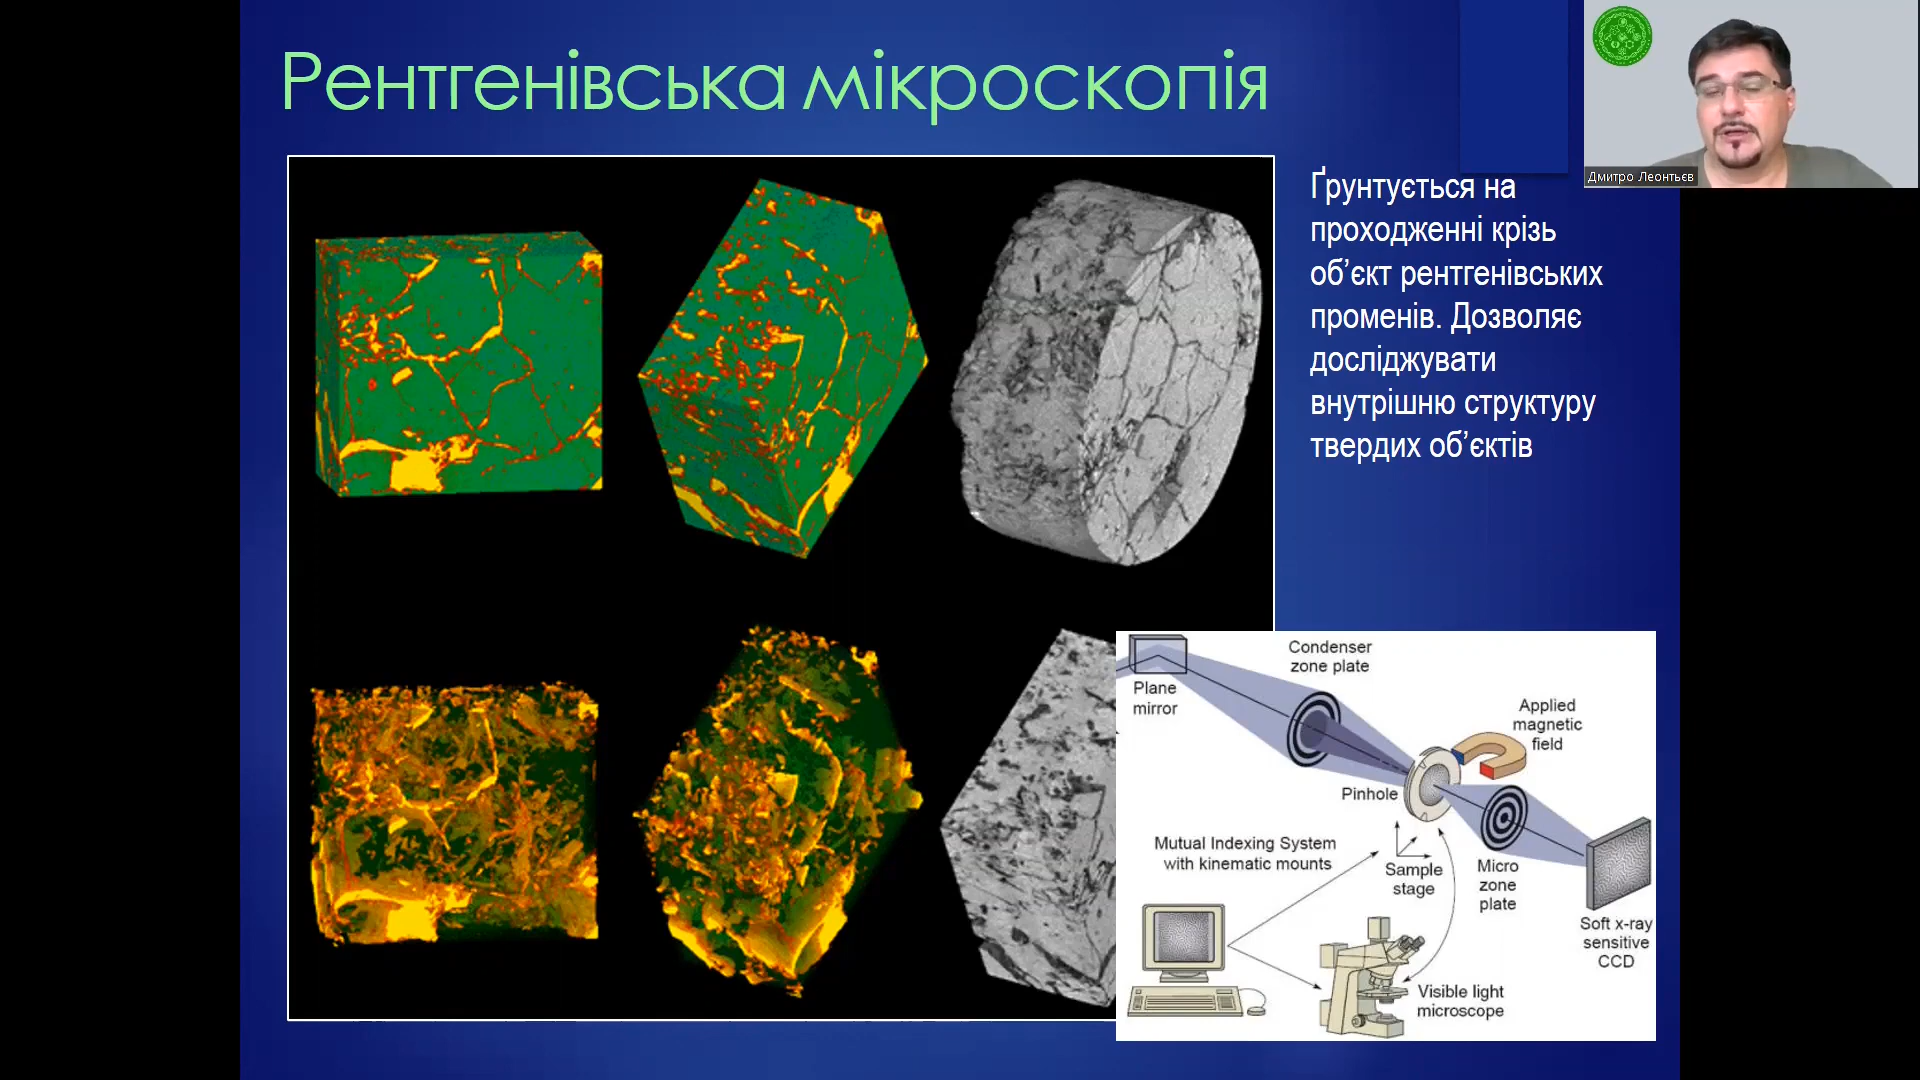 Рентгенівська мікроскопія
Дмитро Леонтьєв
Ґрунтується на
проходженні крізь
об’єкт рентгенівських
променів. Дозволяє
досліджувати
внутрішню структуру
твердих об’єктів
Condenser
zone plate
Plane
mirror
Applied
magnetic
field
Pinhole
Mutual Indexing System
with kinematic mounts
Sample
stage
Micro
zone
plate
Soft x-ray
sensitive
CCD
Visible light
microscope